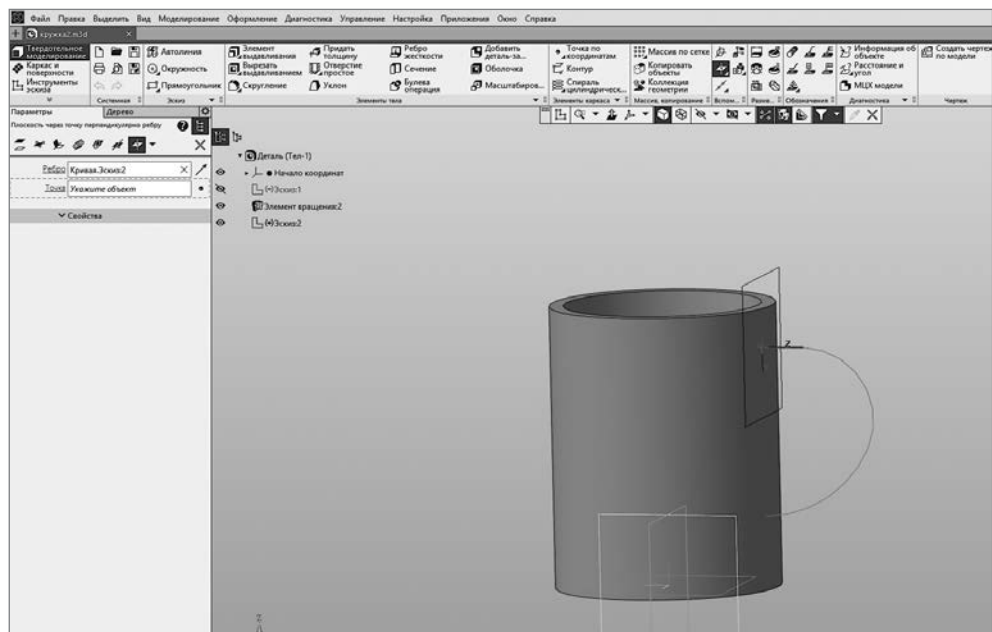 Файл Правка Выделить Вид Моделирование Оформление Диагностика Управление Настройка Приложения Окно Справка
кружка2.m3d
Твердотельное моделирование
Каркас и поверхности
Инструменты эскиза
Системная
Автолиния
Окружность
Прямоугольник
Эскиз
Элемент выдавливания
Вырезать выдавливанием
Скругление
Придать толщину
Отверстие простое
Уклон
Ребро жесткости
Сечение
Булева операция
Добавить деталь-за...
Оболочка
Масштабиров...
Элементы тела
Точка по координатам
Контур
Спираль цилиндрическ...
Элементы каркаса
Массив по сетке
Копировать объекты
Коллекция геометрии
Массив, копирование
Вспом...
Разме...
Обозначения
Информация об объекте
Расстояние и угол
МЦХ модели
Диагностика
Создать чертеж по модели
Чертеж
Параметры
Дерево
Плоскость через точку перпендикулярно ребру
Ребро Кривая.Эскиз:2
Точка Укажите объект
Свойства
Деталь (Тел-1)
Начало координат
(-)Эскиз:1
Элемент вращения:2
(+)Эскиз:2
Z